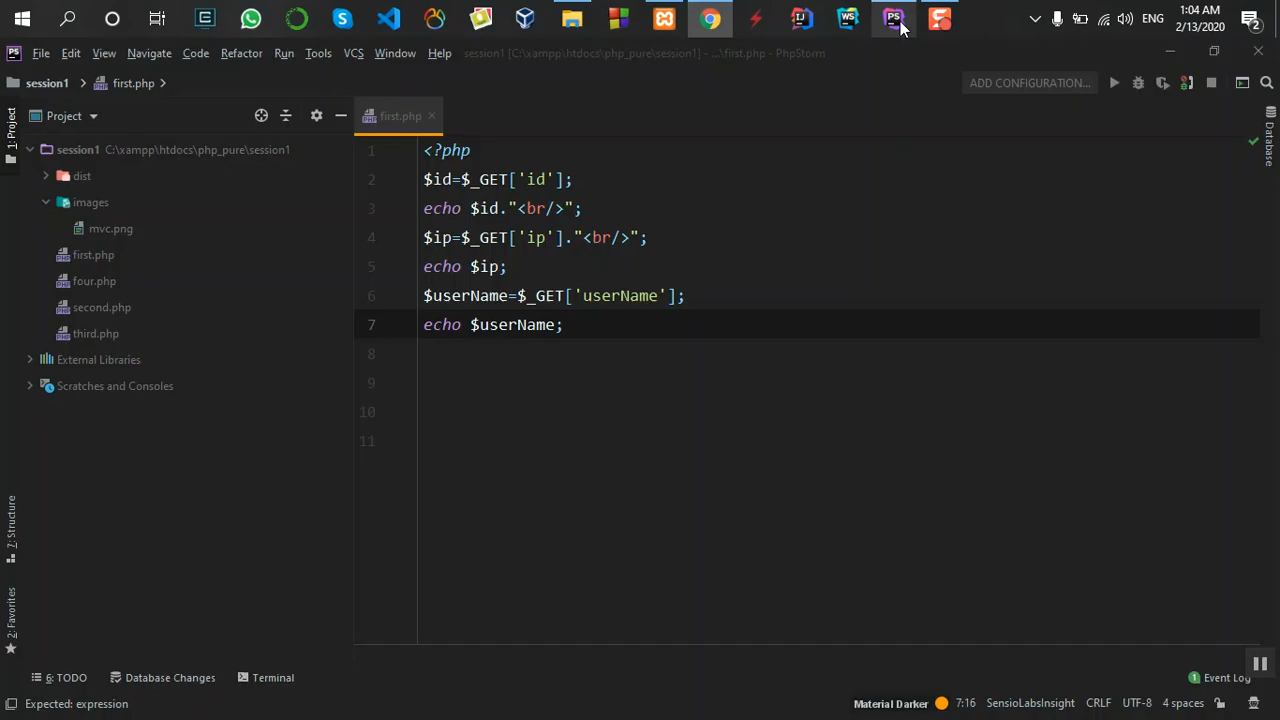 ENG
1:04 AM
2/13/2020
2
PS File Edit View Navigate Code Refactor Run Tools VCS Window Help session1 [C:\xampp\htdocs\php_pure\session1] - ...\first.php - PhpStorm
session1 first.php ADD CONFIGURATION...
1: Project
Project
first.php
Database
session1 C:\xampp\htdocs\php_pure\session1
dist
images
mvc.png
first.php
four.php
second.php
third.php
External Libraries
Scratches and Consoles
1 <?php
2 $id=$_GET['id'];
3 echo $id."<br/>";
4 $ip=$_GET['ip']."<br/>";
5 echo $ip;
6 $userName=$_GET['userName'];
7 echo $userName;
8
9
10
11
7: Structure
2: Favorites
6: TODO Database Changes Terminal 1 Event Log
Expected: expression Material Darker 7:16 SensioLabsInsight CRLF UTF-8 4 spaces